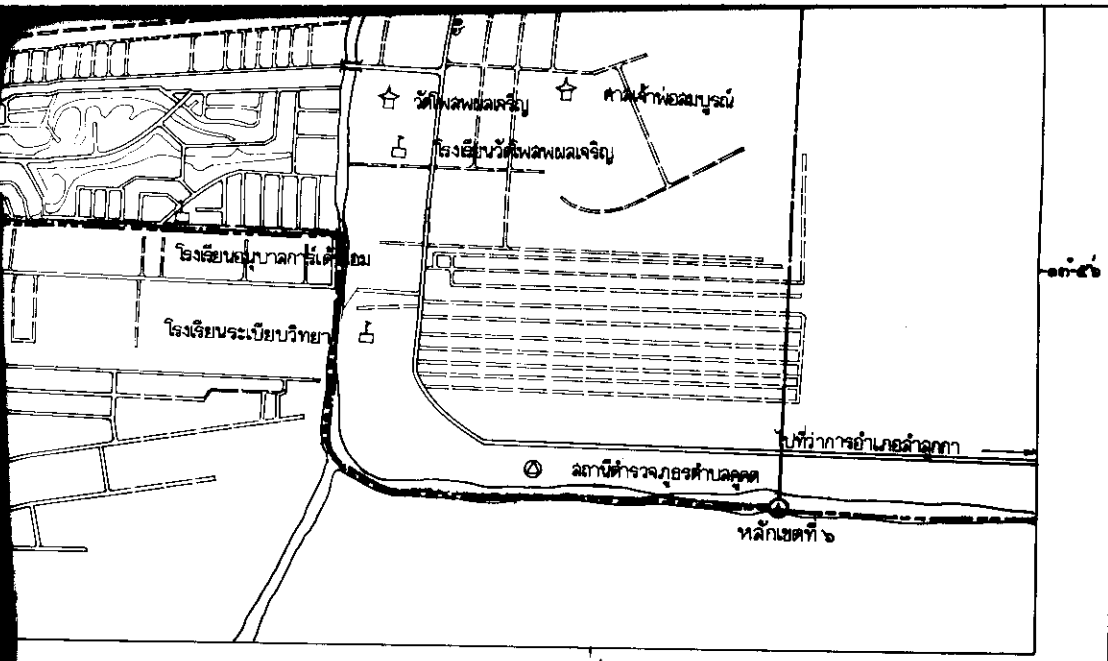 วัดโพสพผลเจริญ
ศาลเจ้าพ่อสมบูรณ์
โรงเรียนวัดโพสพผลเจริญ
โรงเรียนอนุบาลการ์เด้นโฮม
๑๓-๕๖
โรงเรียนระเบียบวิทยา
ไปที่ว่าการอำเภอลำลูกกา
สถานีตำรวจภูธรตำบลคูคต
หลักเขตที่ ๖